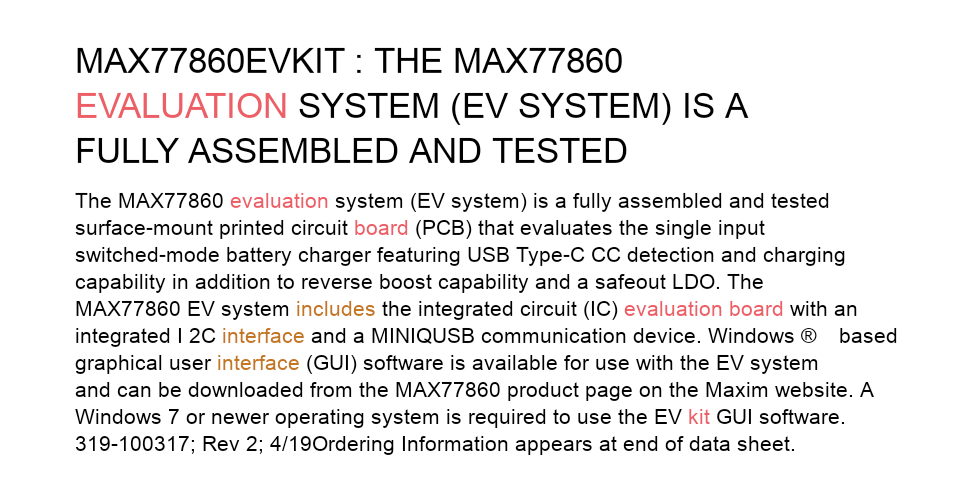 MAX77860EVKIT : THE MAX77860
EVALUATION SYSTEM (EV SYSTEM) IS A
FULLY ASSEMBLED AND TESTED
The MAX77860 evaluation system (EV system) is a fully assembled and tested
surface-mount printed circuit board (PCB) that evaluates the single input
switched-mode battery charger featuring USB Type-C CC detection and charging
capability in addition to reverse boost capability and a safeout LDO. The
MAX77860 EV system includes the integrated circuit (IC) evaluation board with an
integrated I 2C interface and a MINIQUSB communication device. Windows ® based
graphical user interface (GUI) software is available for use with the EV system
and can be downloaded from the MAX77860 product page on the Maxim website. A
Windows 7 or newer operating system is required to use the EV kit GUI software.
319-100317; Rev 2; 4/19Ordering Information appears at end of data sheet.